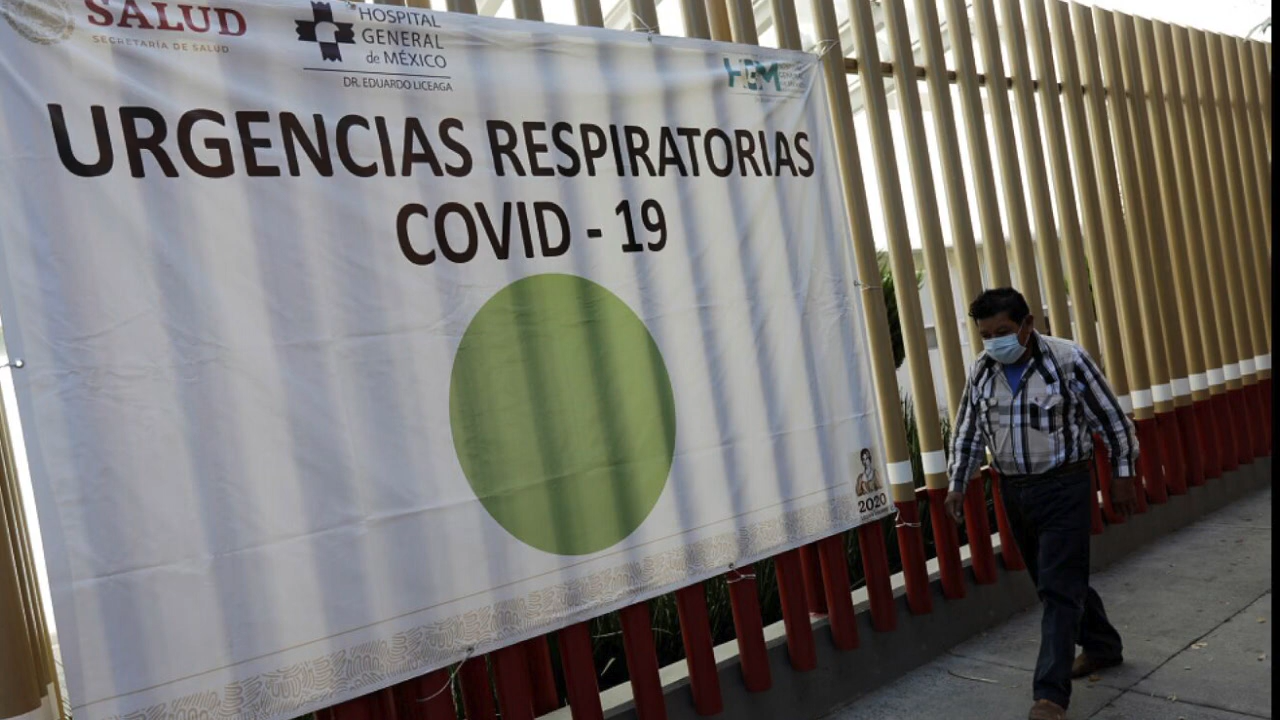 SALUD
SECRETARÍA DE SALUD
HOSPITAL
GENERAL
de MÉXICO
DR. EDUARDO LICEAGA
HGM
URGENCIAS RESPIRATORIAS
COVID - 19
2020